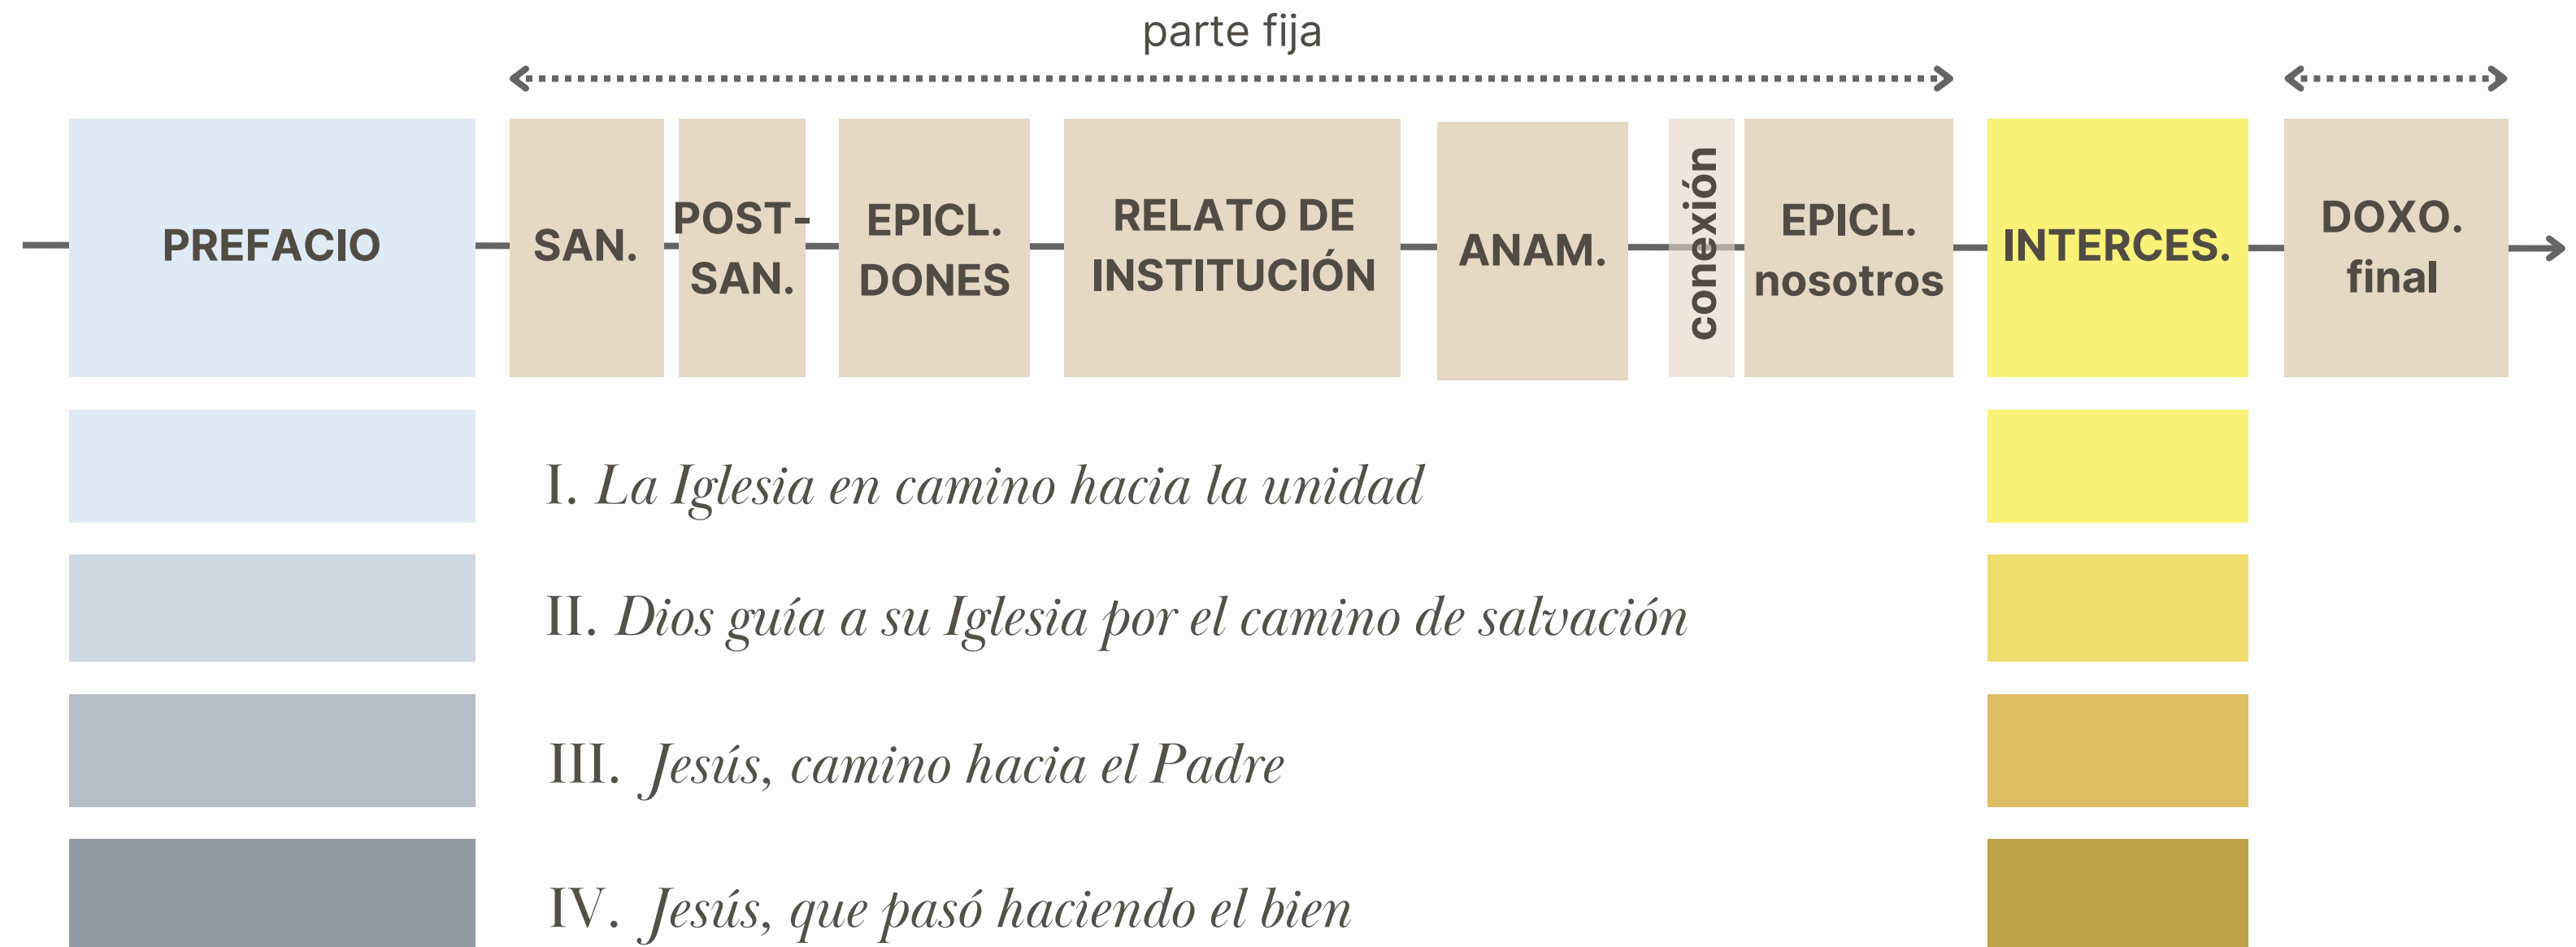 parte fija
PREFACIO
SAN.
POST-
SAN.
EPICL.
DONES
RELATO DE
INSTITUCIÓN
ANAM.
conexión
EPICL.
nosotros
INTERCES.
DOXO.
final
I. La Iglesia en camino hacia la unidad
II. Dios guía a su Iglesia por el camino de salvación
III. Jesús, camino hacia el Padre
IV. Jesús, que pasó haciendo el bien